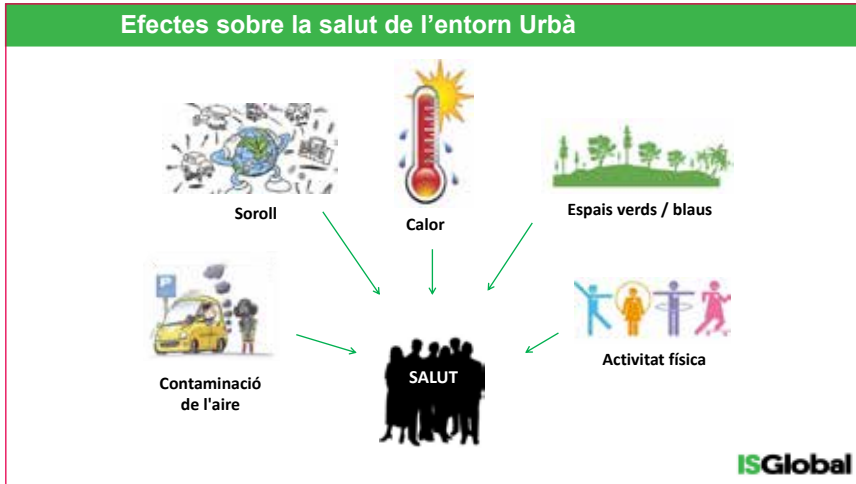 Efectes sobre la salut de l'entorn Urbà
Soroll
Calor
Espais verds / blaus
P
Contaminació
de l'aire
SALUT
Activitat física
ISGlobal